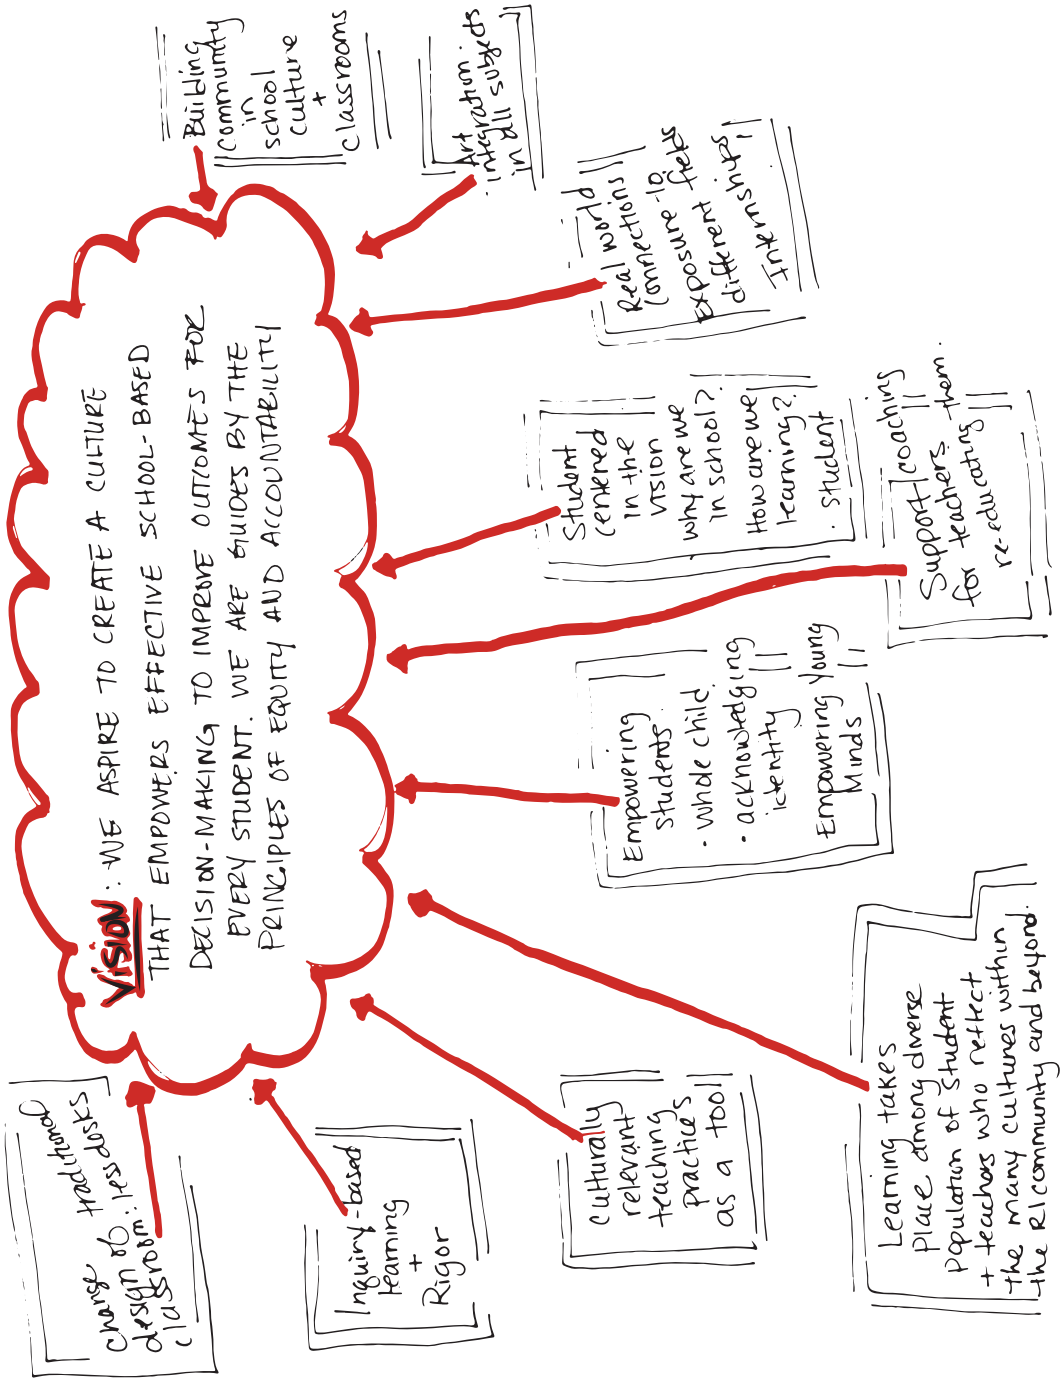 VISION: WE ASPIRE TO CREATE A CULTURE
THAT EMPOWERS EFFECTIVE SCHOOL-BASED
DECISION-MAKING TO IMPROVE OUTCOMES FOR
EVERY STUDENT. WE ARE GUIDES BY THE
PRINCIPLES OF EQUITY AND ACCOUNTABILITY
Change of traditional
design of
classroom: less desks
Inquiry-based
learning
+
Rigor
culturally
relevant
teaching
practices
as a tool
Learning takes
place among diverse
population of student
+ teachers who reflect
the many cultures within
the RI community and beyond.
Empowering
students
• whole child.
• acknowledging
identity
Empowering Young
Minds
Support/coaching
for teachers.
re-educating them.
Student
centered
in the
vision
why are we
in school?
How are we
learning?
• student
Real world
connections
Exposure to
different fields
Internships
Art
integration
in all subjects
Building
community
in
school
culture
+
classrooms